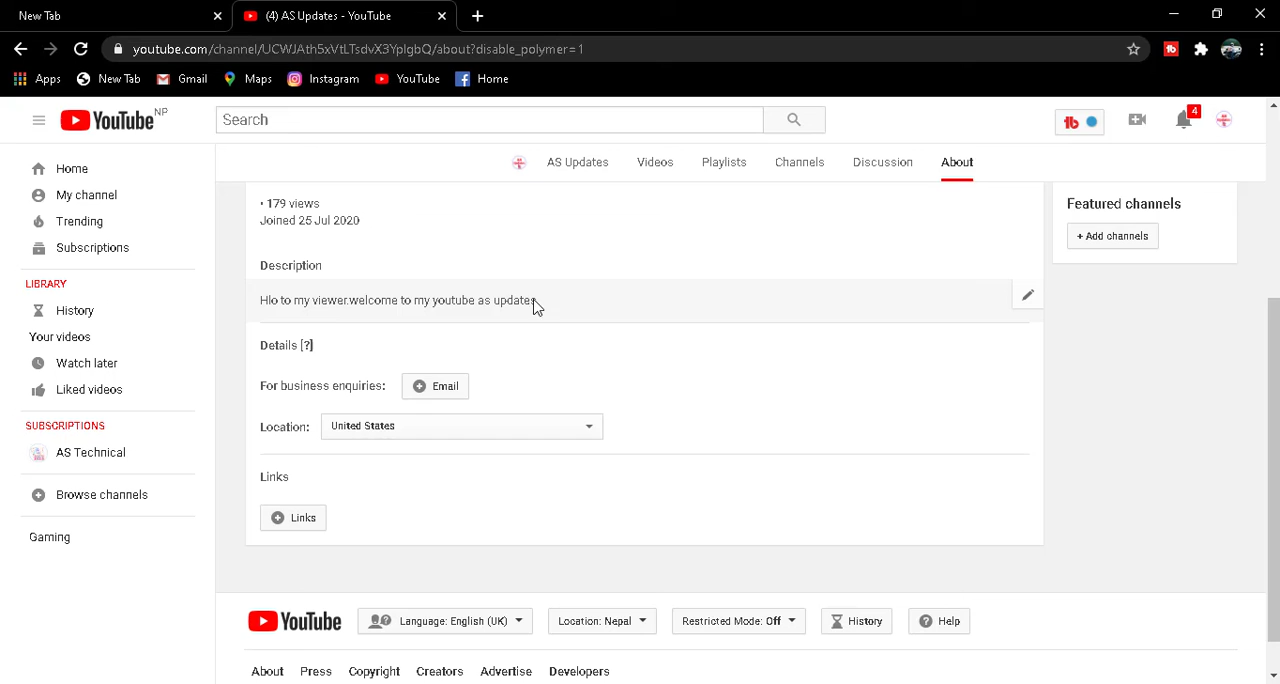 New Tab
(4) AS Updates - YouTube
youtube.com/channel/UCWJAth5xVtLTsdvX3YplgbQ/about?disable_polymer=1
Apps New Tab Gmail Maps Instagram YouTube Home
YouTube NP
Search
4
AS Updates Videos Playlists Channels Discussion About
Home
My channel
Trending
Subscriptions
LIBRARY
History
Your videos
Watch later
Liked videos
SUBSCRIPTIONS
AS Technical
Browse channels
Gaming
• 179 views
Joined 25 Jul 2020
Description
Hlo to my viewer.welcome to my youtube as updates
Details [?]
For business enquiries: Email
Location: United States
Links
Links
Featured channels
+ Add channels
YouTube Language: English (UK) Location: Nepal Restricted Mode: Off History Help
About Press Copyright Creators Advertise Developers